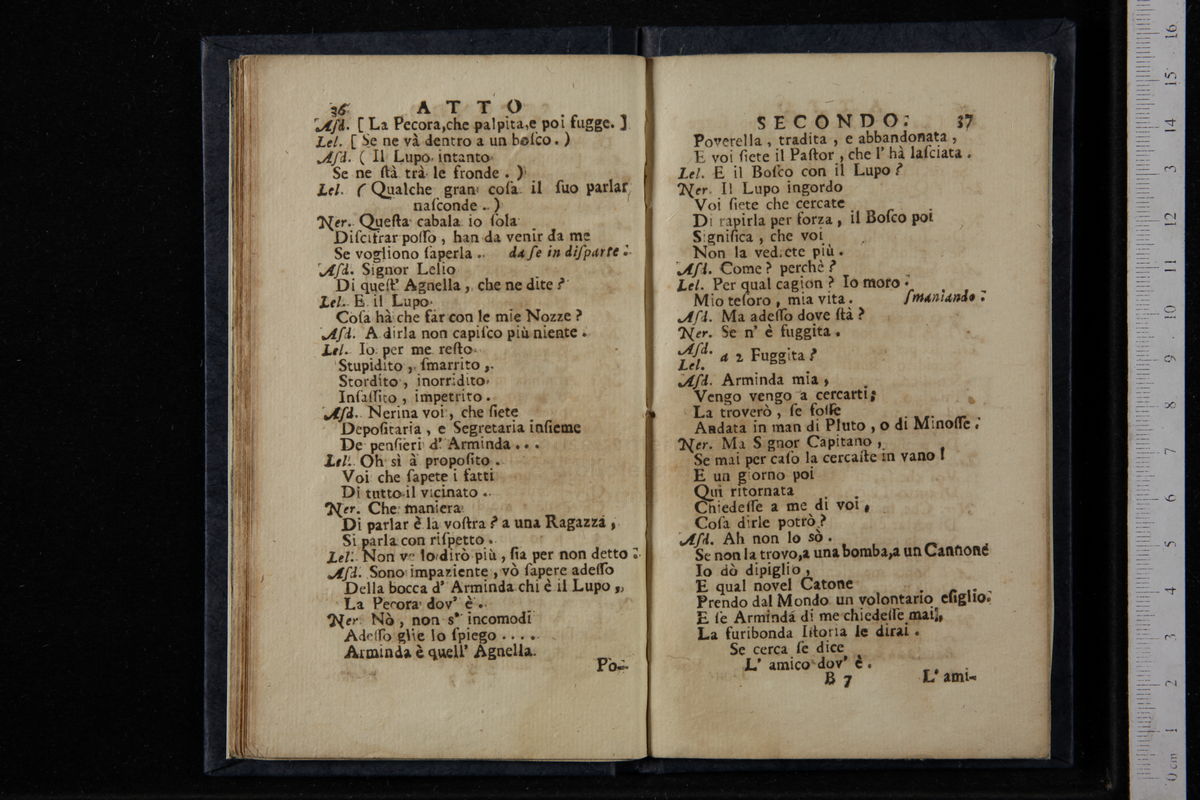 36 ATTO
Asd. [ La Pecora, che palpita, e poi fugge. ]
Lel. [ Se ne và dentro a un bosco. )
Asd. ( Il Lupo intanto
Se ne stà trà le fronde. )
Lel. ( Qualche gran cosa il suo parlar
nasconde. )
Ner. Questa cabala io sola
Discifrar posso, han da venir da me
Se vogliono saperla. da se in disparte.
Asd. Signor Lelio
Di quest' Agnella, che ne dite?
Lel. E il Lupo
Cosa hà che far con le mie Nozze?
Asd. A dirla non capisco più niente.
Lel. Io per me resto
Stupidito, smarrito,
Stordito, inorridito
Insassito, impetrito.
Asd. Nerina voi, che siete
Depositaria, e Segretaria insieme
De pensieri d' Arminda...
Lel. Oh sì à proposito.
Voi che sapete i fatti
Di tutto il vicinato.
Ner. Che maniera
Di parlar è la vostra? a una Ragazza,
Si parla con rispetto.
Lel. Non ve lo dirò più, sia per non detto.
Asd. Sono impaziente, vò sapere adesso
Della bocca d' Arminda chi è il Lupo,
La Pecora dov' è.
Ner. Nò, non s' incomodi
Adesso glie lo spiego....
Arminda è quell' Agnella.
Po-
SECONDO. 37
Poverella, tradita, e abbandonata,
E voi siete il Pastor, che l' hà lasciata.
Lel. E il Bosco con il Lupo?
Ner. Il Lupo ingordo
Voi siete che cercate
Di rapirla per forza, il Bosco poi
Significa, che voi
Non la vedrete più.
Asd. Come? perchè?
Lel. Per qual cagion? Io moro.
Mio tesoro, mia vita. smaniando.
Asd. Ma adesso dove stà?
Ner. Se n' è fuggita.
Asd.
a 2 Fuggita?
Lel.
Asd. Arminda mia,
Vengo vengo a cercarti;
La troverò, se fosse
Andata in man di Pluto, o di Minosse.
Ner. Ma Signor Capitano,
Se mai per caso la cercaste in vano!
E un giorno poi
Qui ritornata
Chiedesse a me di voi,
Cosa dirle potrò?
Asd. Ah non lo sò.
Se non la trovo, a una bomba, a un Cannone
Io dò dipiglio,
E qual novel Catone
Prendo dal Mondo un volontario esiglio.
E se Arminda di me chiedesse mai,
La furibonda Istoria le dirai.
Se cerca se dice
L' amico dov' è.
B 7 L' ami-